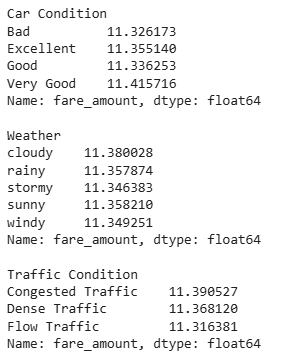 Car Condition
Bad 11.326173
Excellent 11.355140
Good 11.336253
Very Good 11.415716
Name: fare_amount, dtype: float64
Weather
cloudy 11.380028
rainy 11.357874
stormy 11.346383
sunny 11.358210
windy 11.349251
Name: fare_amount, dtype: float64
Traffic Condition
Congested Traffic 11.390527
Dense Traffic 11.368120
Flow Traffic 11.316381
Name: fare_amount, dtype: float64